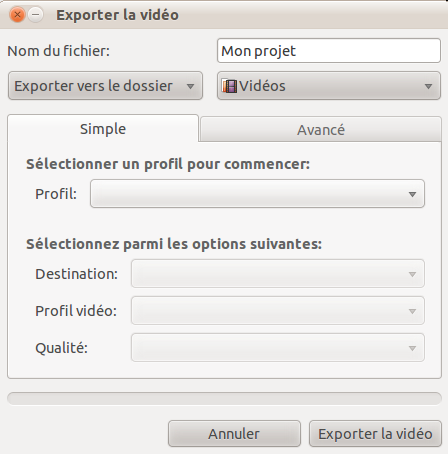 Exporter la vidéo
Nom du fichier: Mon projet
Exporter vers le dossier Vidéos
Simple Avancé
Sélectionner un profil pour commencer:
Profil:
Sélectionnez parmi les options suivantes:
Destination:
Profil vidéo:
Qualité:
Annuler Exporter la vidéo